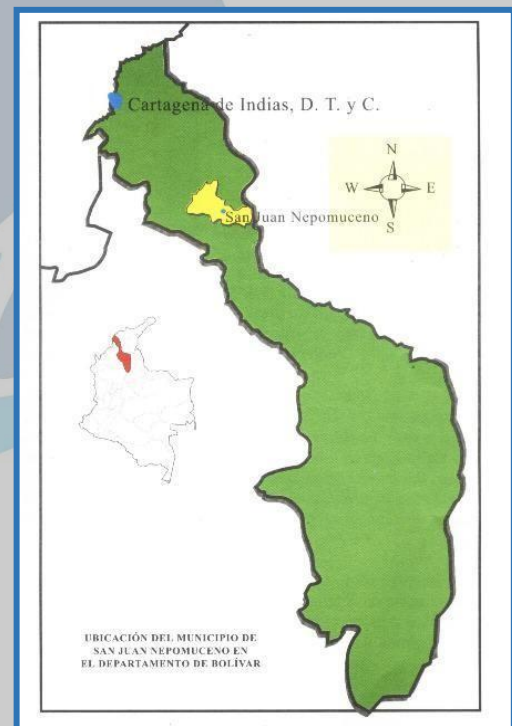 Cartagena de Indias, D. T. y C.
N
W E
S
San Juan Nepomuceno
UBICACIÓN DEL MUNICIPIO DE
SAN JUAN NEPOMUCENO EN
EL DEPARTAMENTO DE BOLÍVAR